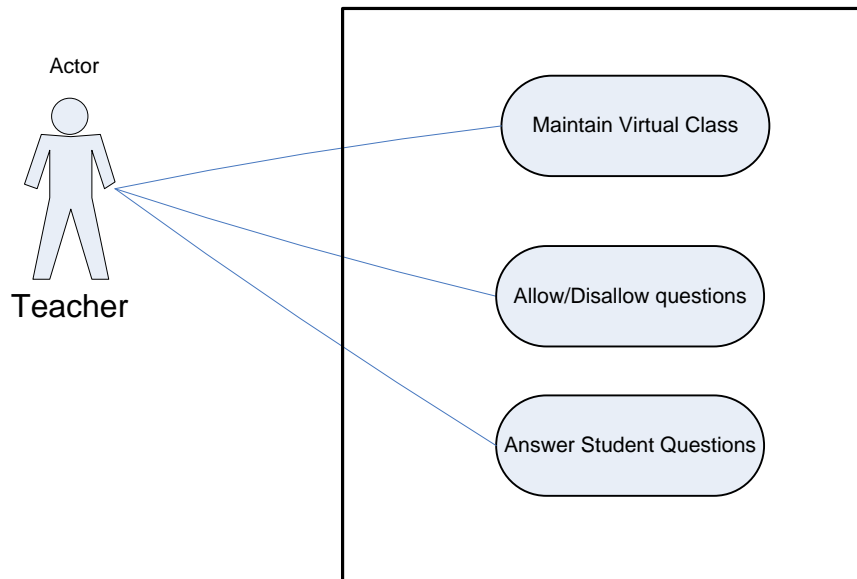 Actor
Teacher
Maintain Virtual Class
Allow/Disallow questions
Answer Student Questions